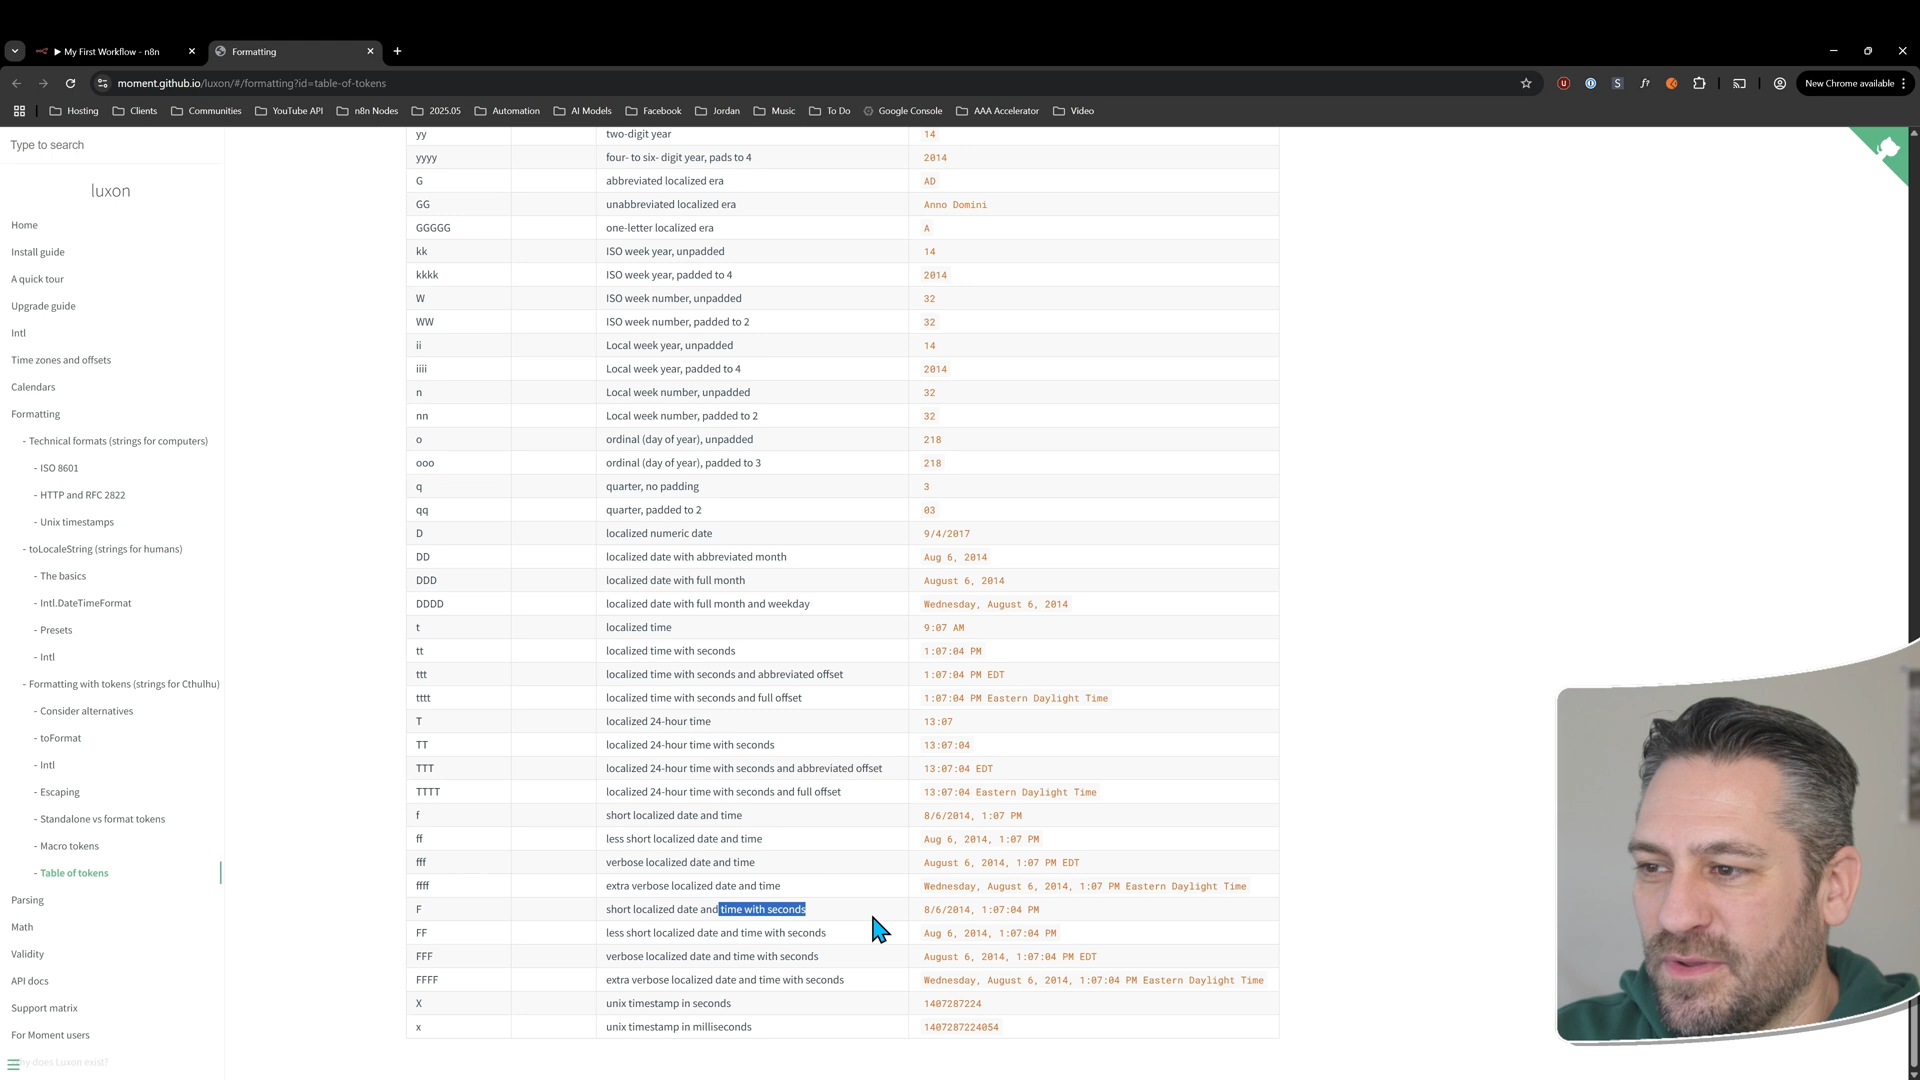 ▶ My First Workflow - n8n
Formatting
moment.github.io/luxon/#/formatting?id=table-of-tokens
New Chrome available
Hosting
Clients
Communities
YouTube API
n8n Nodes
2025.05
Automation
AI Models
Facebook
Jordan
Music
To Do
Google Console
AAA Accelerator
Video
Type to search
luxon
Home
Install guide
A quick tour
Upgrade guide
Intl
Time zones and offsets
Calendars
Formatting
- Technical formats (strings for computers)
- ISO 8601
- HTTP and RFC 2822
- Unix timestamps
- toLocaleString (strings for humans)
- The basics
- Intl.DateTimeFormat
- Presets
- Intl
- Formatting with tokens (strings for Cthulhu)
- Consider alternatives
- toFormat
- Intl
- Escaping
- Standalone vs format tokens
- Macro tokens
- Table of tokens
Parsing
Math
Validity
API docs
Support matrix
For Moment users
does Luxon exist?
yy two-digit year 14
yyyy four- to six- digit year, pads to 4 2014
G abbreviated localized era AD
GG unabbreviated localized era Anno Domini
GGGGG one-letter localized era A
kk ISO week year, unpadded 14
kkkk ISO week year, padded to 4 2014
W ISO week number, unpadded 32
WW ISO week number, padded to 2 32
ii Local week year, unpadded 14
iiii Local week year, padded to 4 2014
n Local week number, unpadded 32
nn Local week number, padded to 2 32
o ordinal (day of year), unpadded 218
ooo ordinal (day of year), padded to 3 218
q quarter, no padding 3
qq quarter, padded to 2 03
D localized numeric date 9/4/2017
DD localized date with abbreviated month Aug 6, 2014
DDD localized date with full month August 6, 2014
DDDD localized date with full month and weekday Wednesday, August 6, 2014
t localized time 9:07 AM
tt localized time with seconds 1:07:04 PM
ttt localized time with seconds and abbreviated offset 1:07:04 PM EDT
tttt localized time with seconds and full offset 1:07:04 PM Eastern Daylight Time
T localized 24-hour time 13:07
TT localized 24-hour time with seconds 13:07:04
TTT localized 24-hour time with seconds and abbreviated offset 13:07:04 EDT
TTTT localized 24-hour time with seconds and full offset 13:07:04 Eastern Daylight Time
f short localized date and time 8/6/2014, 1:07 PM
ff less short localized date and time Aug 6, 2014, 1:07 PM
fff verbose localized date and time August 6, 2014, 1:07 PM EDT
ffff extra verbose localized date and time Wednesday, August 6, 2014, 1:07 PM Eastern Daylight Time
F short localized date and time with seconds 8/6/2014, 1:07:04 PM
FF less short localized date and time with seconds Aug 6, 2014, 1:07:04 PM
FFF verbose localized date and time with seconds August 6, 2014, 1:07:04 PM EDT
FFFF extra verbose localized date and time with seconds Wednesday, August 6, 2014, 1:07:04 PM Eastern Daylight Time
X unix timestamp in seconds 1407287224
x unix timestamp in milliseconds 1407287224054